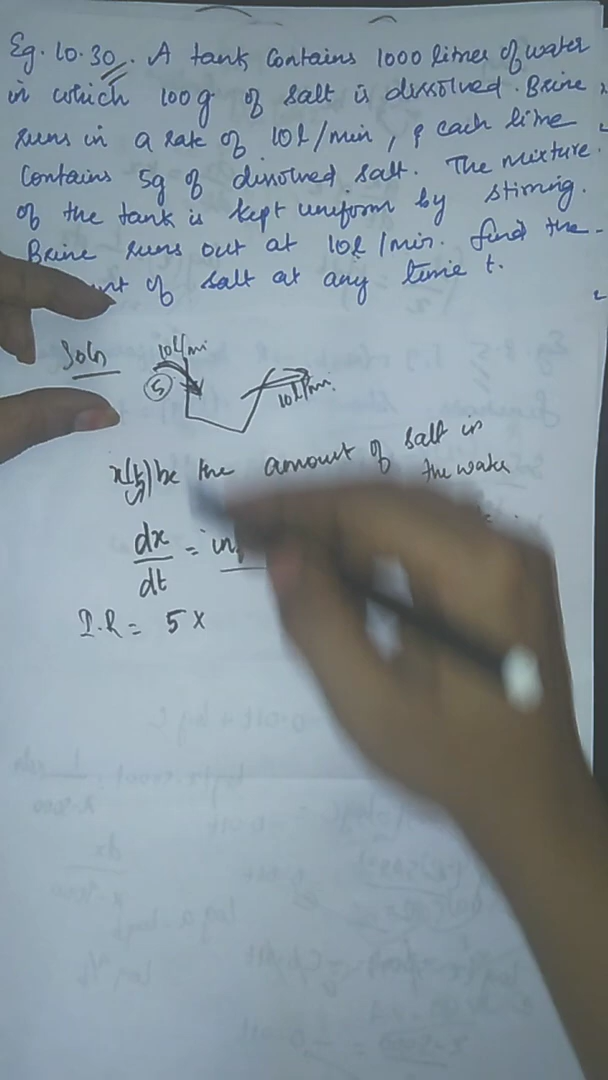 Eg. 10.30. A tank contains 1000 litres of water
in which 100g of salt is dissolved. Brine
runs in a rate of 10l/min, & each litre
contains 5g of dissolved salt. The mixture
of the tank is kept uniform by stirring.
Brine runs out at 10l/min. find the
of salt at any time t.
Soln
10l/mi
5
10l/min.
x(t) be the amount of salt in
the water
dx/dt = in
I.R = 5 x